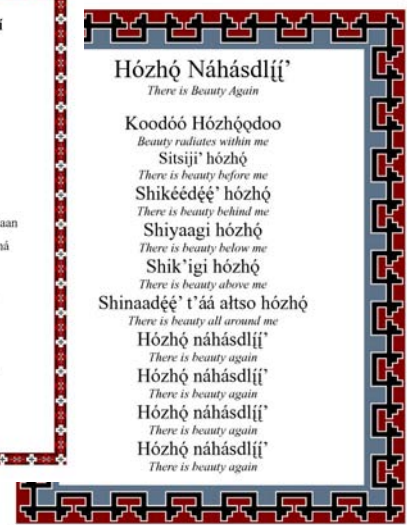 Hózhǫ́ Náhásdlį́į́’
There is Beauty Again
Koodóó Hózhǫ́ǫdoo
Beauty radiates within me
Sitsijí’ hózhǫ́
There is beauty before me
Shikéédę́ę́’ hózhǫ́
There is beauty behind me
Shiyaagi hózhǫ́
There is beauty below me
Shik’igi hózhǫ́
There is beauty above me
Shinaadę́ę́’ t’áá ałtso hózhǫ́
There is beauty all around me
Hózhǫ́ náhásdlį́į́’
There is beauty again
Hózhǫ́ náhásdlį́į́’
There is beauty again
Hózhǫ́ náhásdlį́į́’
There is beauty again
Hózhǫ́ náhásdlį́į́’
There is beauty again